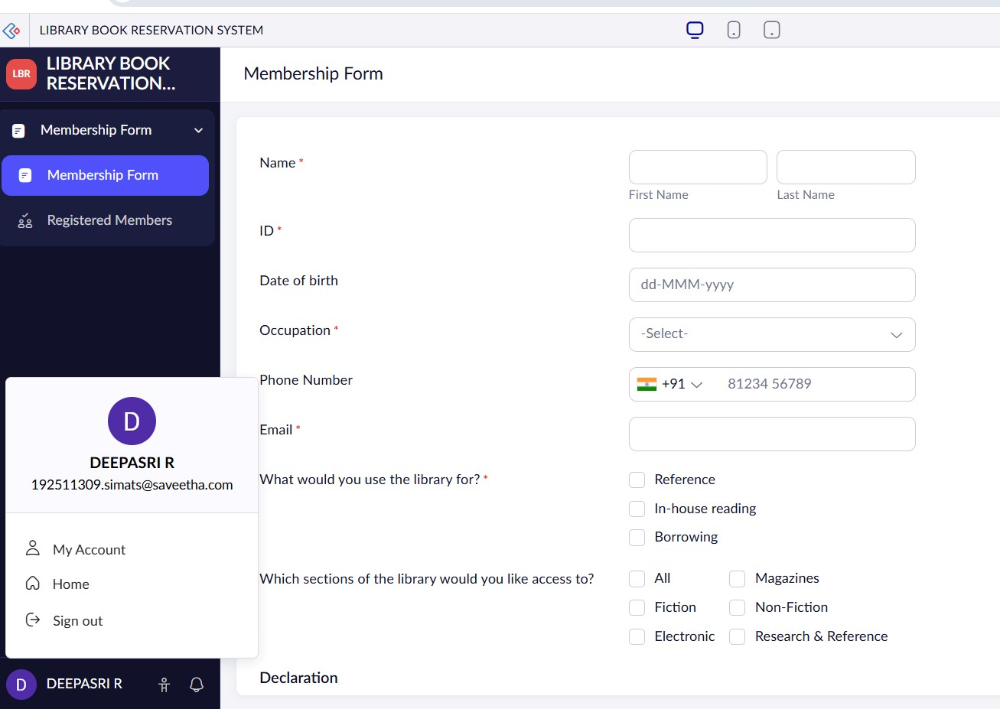 LIBRARY BOOK RESERVATION SYSTEM
LBR
LIBRARY BOOK
RESERVATION...
Membership Form
Membership Form
Registered Members
Membership Form
Name *
First Name
Last Name
ID *
Date of birth
dd-MMM-yyyy
Occupation *
-Select-
Phone Number
+91
81234 56789
Email *
What would you use the library for? *
Reference
In-house reading
Borrowing
Which sections of the library would you like access to?
All
Magazines
Fiction
Non-Fiction
Electronic
Research & Reference
Declaration
D
DEEPASRI R
192511309.simats@saveetha.com
My Account
Home
Sign out
D
DEEPASRI R